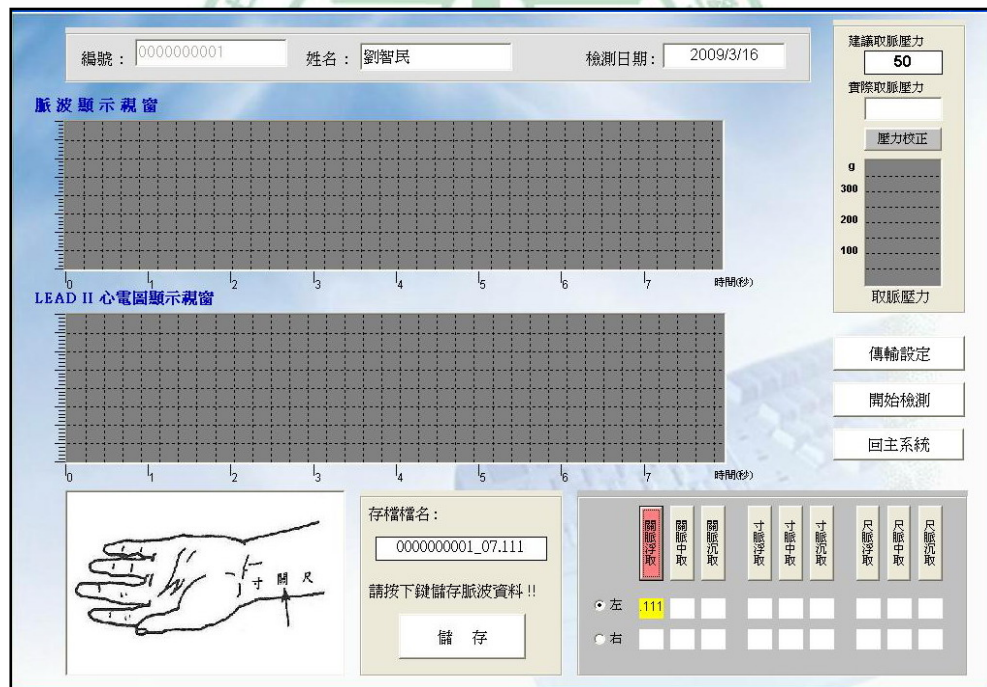 編號： 0000000001 姓名： 劉智民 檢測日期： 2009/3/16
建議取脈壓力
50
實際取脈壓力
壓力校正
g
300
200
100
取脈壓力
脈波顯示視窗
0 1 2 3 4 5 6 7 時間(秒)
LEAD II 心電圖顯示視窗
0 1 2 3 4 5 6 7 時間(秒)
傳輸設定
開始檢測
回主系統
寸 關 尺
存檔檔名：
0000000001_07.111
請按下鍵儲存脈波資料 !!
儲 存
關脈浮取 關脈中取 關脈沉取 寸脈浮取 寸脈中取 寸脈沉取 尺脈浮取 尺脈中取 尺脈沉取
左 .111
右